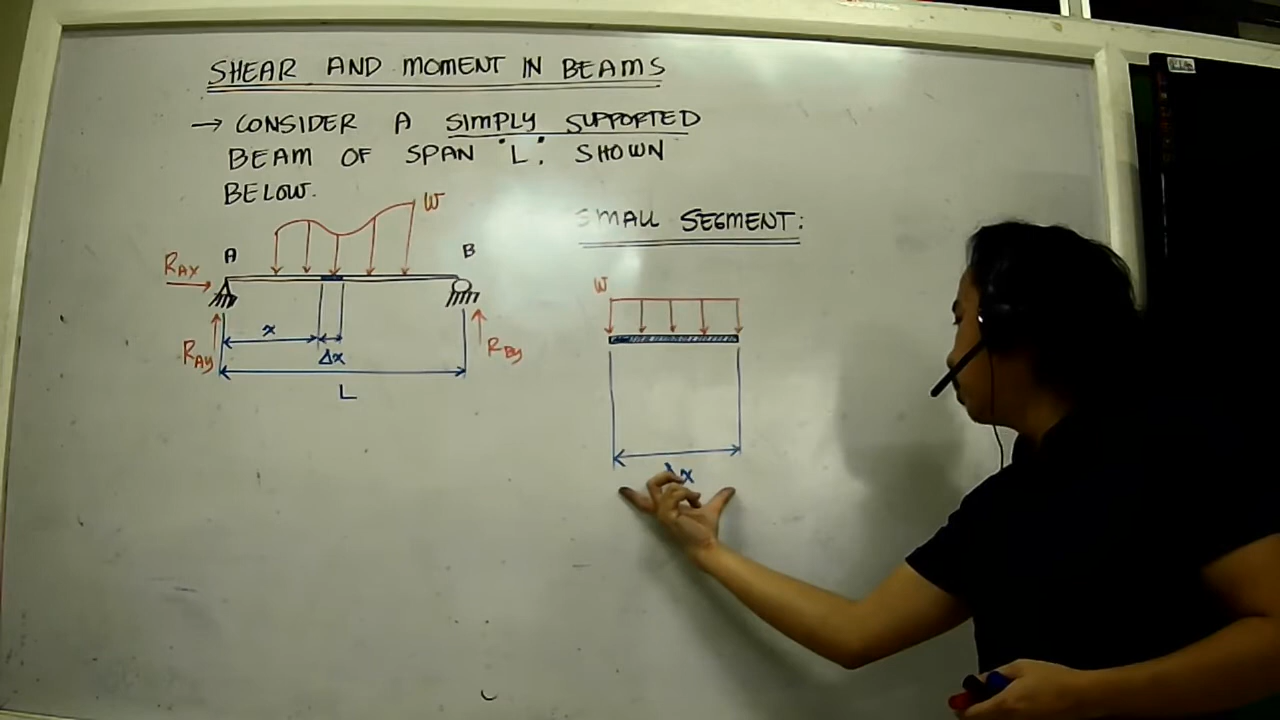 SHEAR AND MOMENT IN BEAMS
→ CONSIDER A SIMPLY SUPPORTED
BEAM OF SPAN "L". SHOWN
BELOW.
W
A
B
RAX
x
Δx
RAy
RBy
L
SMALL SEGMENT:
W
Δx